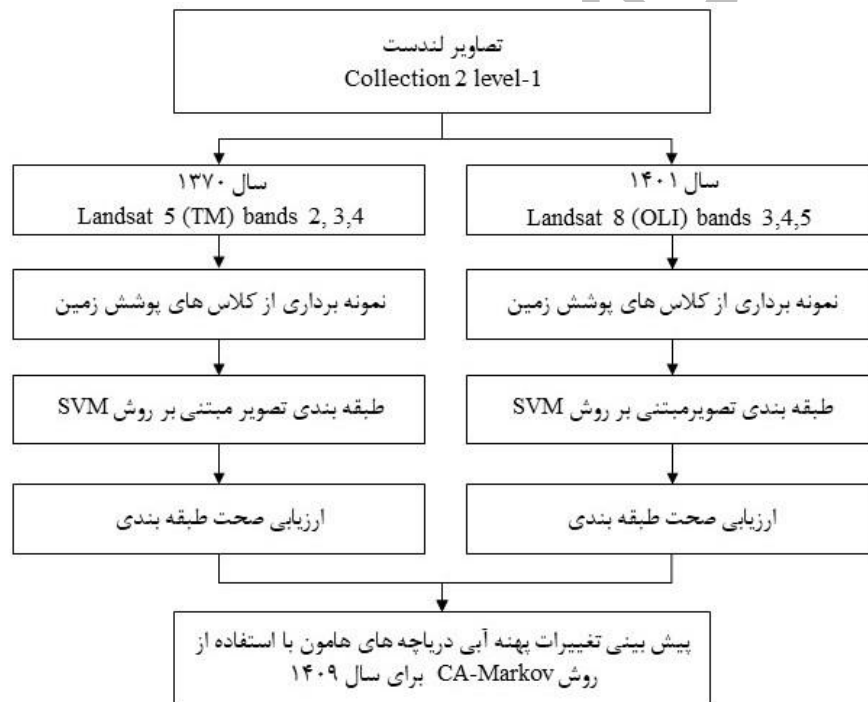 تصاویر لندست
Collection 2 level-1
سال ۱۳۷۰
Landsat 5 (TM) bands 2, 3,4
سال ۱۴۰۱
Landsat 8 (OLI) bands 3,4,5
نمونه برداری از کلاس های پوشش زمین
نمونه برداری از کلاس های پوشش زمین
طبقه بندی تصویر مبتنی بر روش SVM
طبقه بندی تصویرمبتنی بر روش SVM
ارزیابی صحت طبقه بندی
ارزیابی صحت طبقه بندی
پیش بینی تغییرات پهنه آبی دریاچه های هامون با استفاده از
روش CA-Markov برای سال ۱۴۰۹